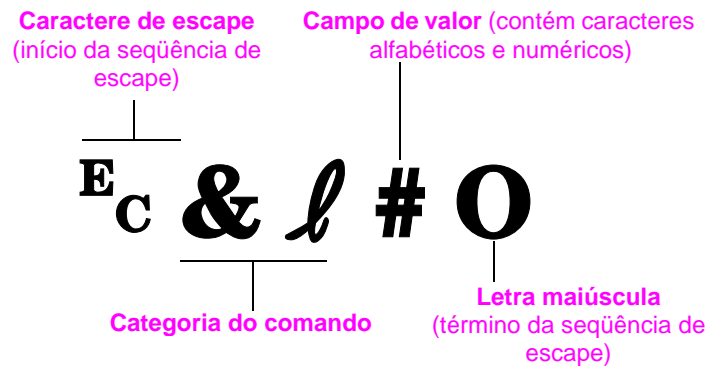 Caractere de escape
(início da seqüência de
escape)
Campo de valor (contém caracteres
alfabéticos e numéricos)
EC & ℓ # O
Categoria do comando
Letra maiúscula
(término da seqüência de
escape)